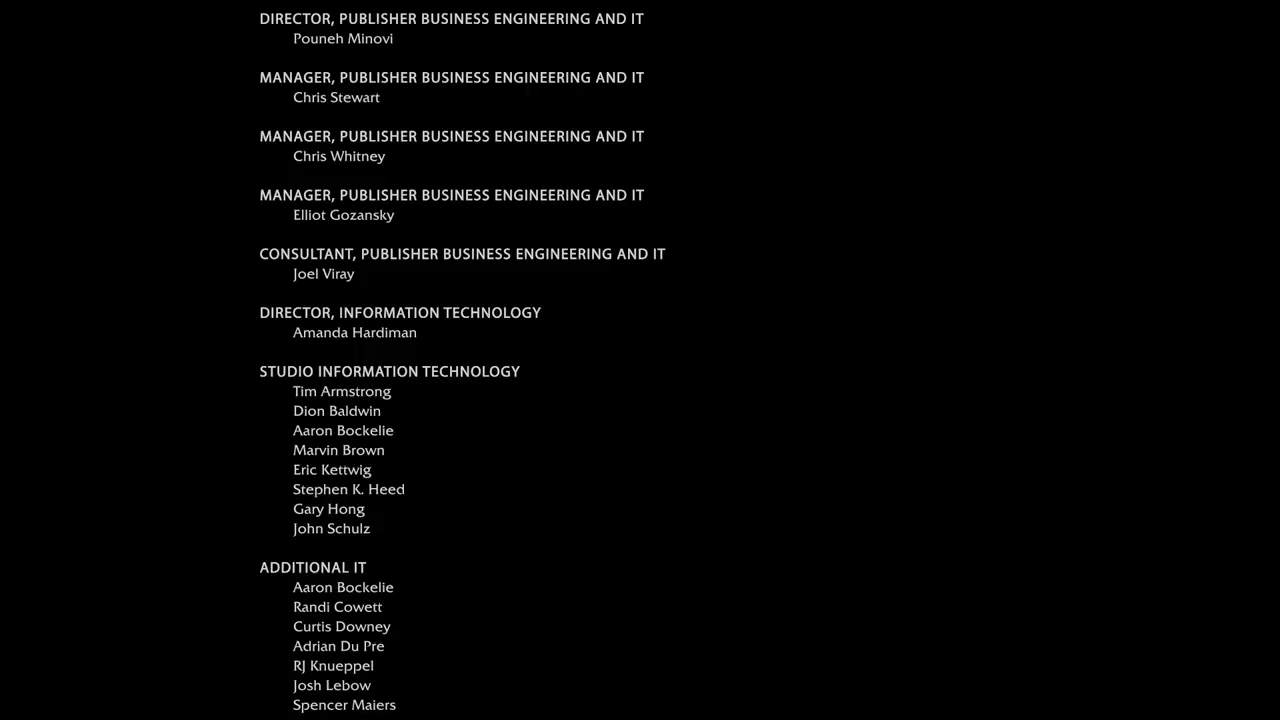 DIRECTOR, PUBLISHER BUSINESS ENGINEERING AND IT
Pouneh Minovi
MANAGER, PUBLISHER BUSINESS ENGINEERING AND IT
Chris Stewart
MANAGER, PUBLISHER BUSINESS ENGINEERING AND IT
Chris Whitney
MANAGER, PUBLISHER BUSINESS ENGINEERING AND IT
Elliot Gozansky
CONSULTANT, PUBLISHER BUSINESS ENGINEERING AND IT
Joel Viray
DIRECTOR, INFORMATION TECHNOLOGY
Amanda Hardiman
STUDIO INFORMATION TECHNOLOGY
Tim Armstrong
Dion Baldwin
Aaron Bockelie
Marvin Brown
Eric Kettwig
Stephen K. Heed
Gary Hong
John Schulz
ADDITIONAL IT
Aaron Bockelie
Randi Cowett
Curtis Downey
Adrian Du Pre
RJ Knueppel
Josh Lebow
Spencer Maiers